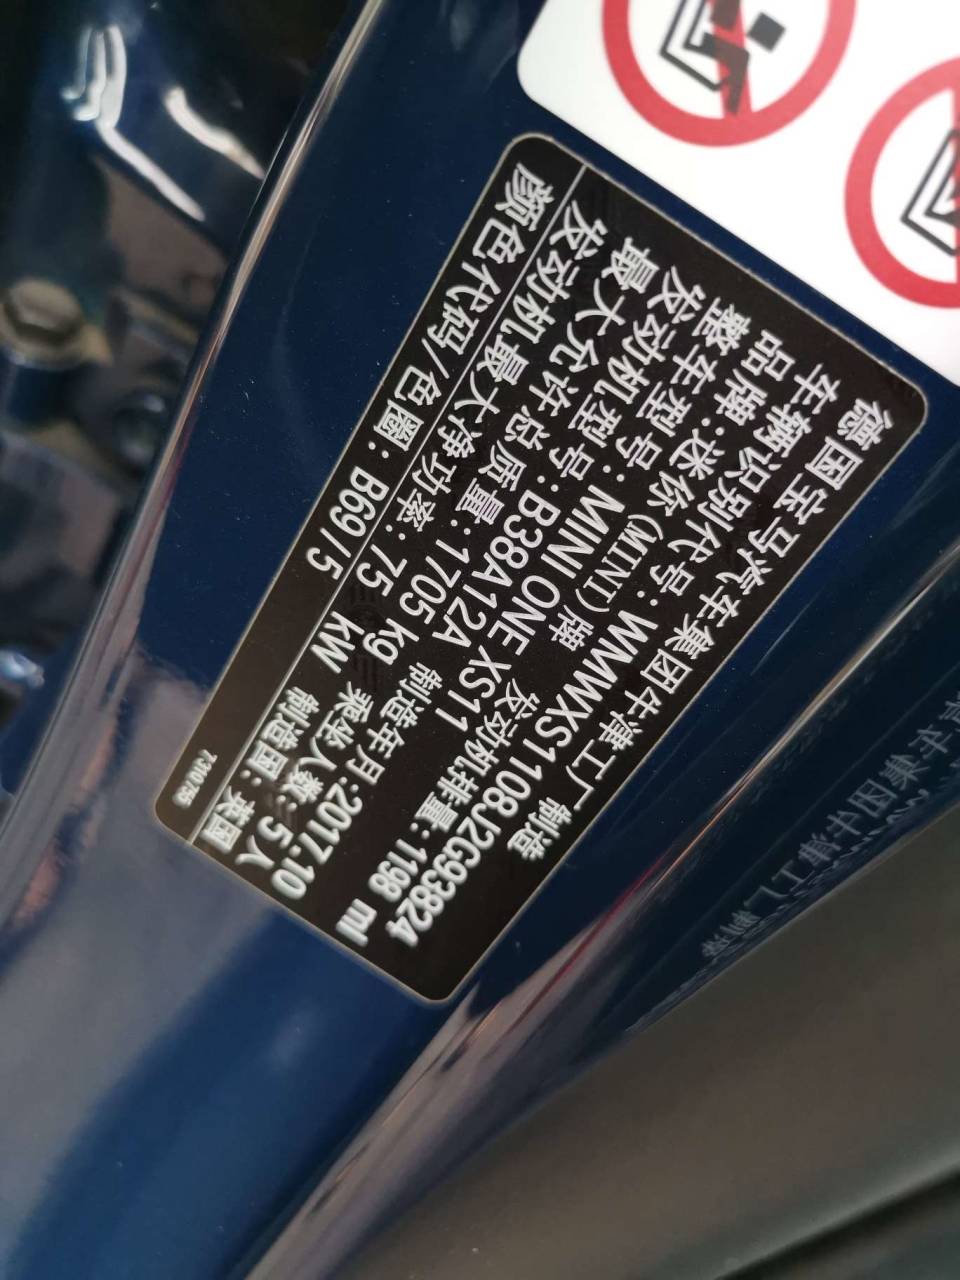 德国宝马汽车集团牛津工厂 制造
车辆识别代号:WMWXS1108J2G93824
品牌:迷你(MINI)牌
整车型号:MINI ONE XS11
发动机型号:B38A12A 发动机排量:1198 ml
最大允许总质量:1705 kg 制造年月:2017.10
发动机最大净功率:75 kW 乘坐人数:5人
制造国:英国
颜色代码/色圈:B69/5